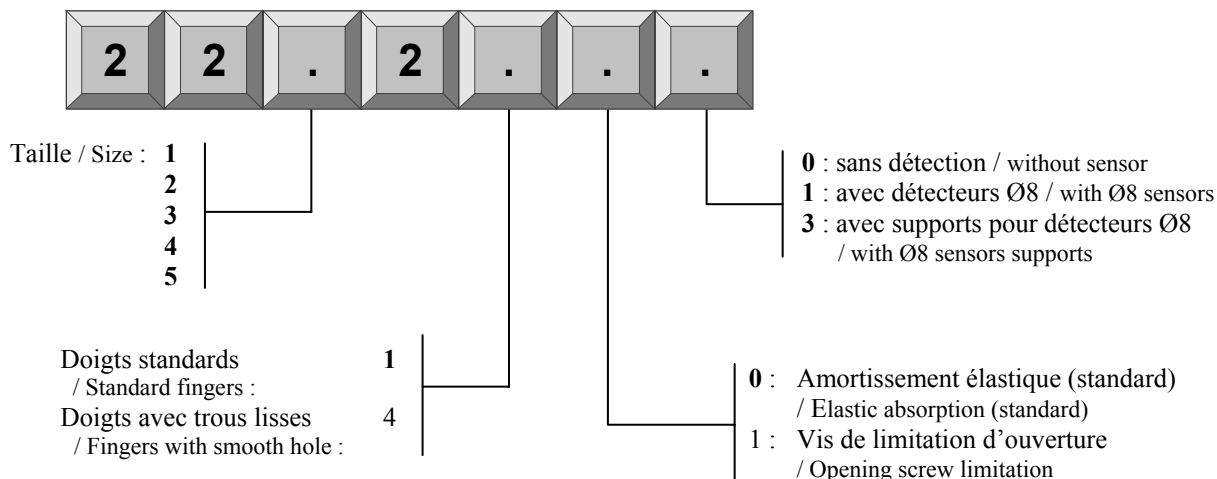 2 2 . 2 . . .
Taille / Size : 1
2
3
4
5
0 : sans détection / without sensor
1 : avec détecteurs Ø8 / with Ø8 sensors
3 : avec supports pour détecteurs Ø8
/ with Ø8 sensors supports
Doigts standards 1
/ Standard fingers :
Doigts avec trous lisses 4
/ Fingers with smooth hole :
0 : Amortissement élastique (standard)
/ Elastic absorption (standard)
1 : Vis de limitation d’ouverture
/ Opening screw limitation